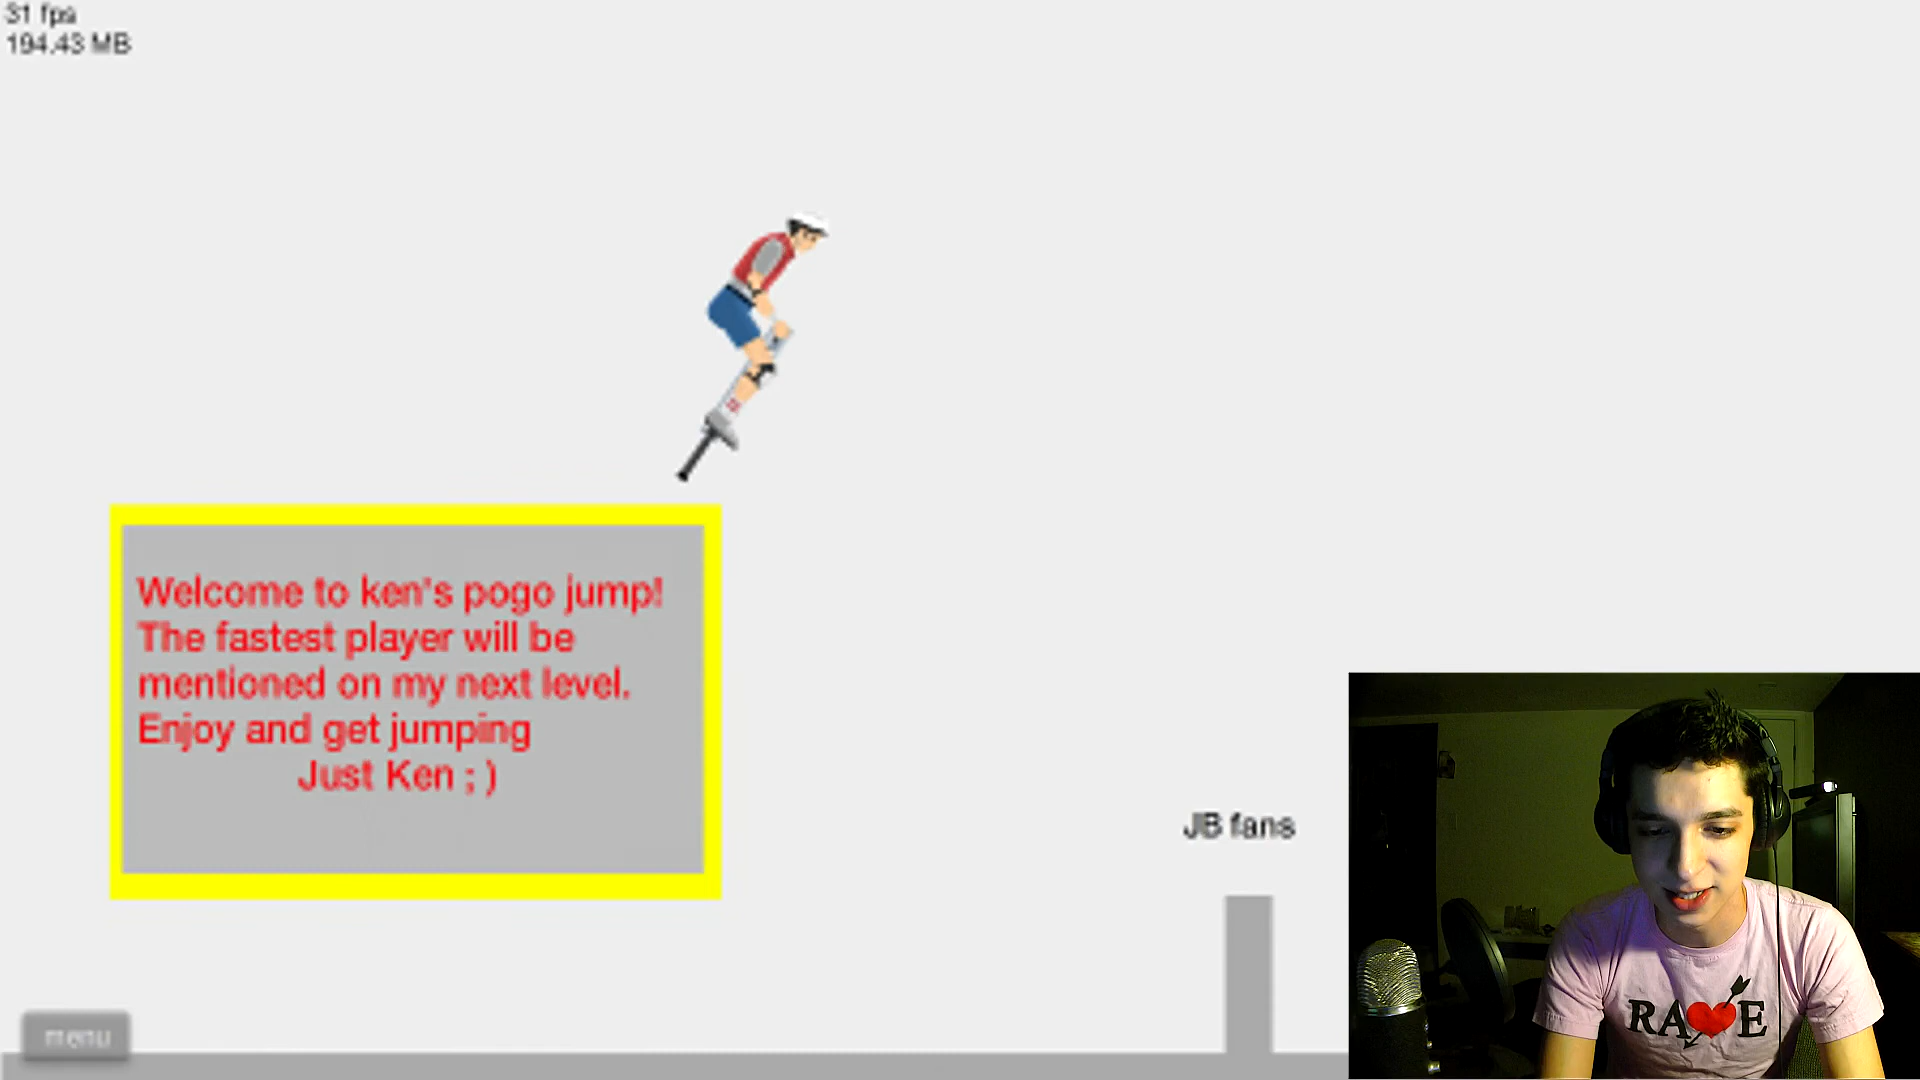 31 fps
194.43 MB
Welcome to ken's pogo jump!
The fastest player will be
mentioned on my next level.
Enjoy and get jumping
Just Ken ; )
JB fans
menu
RAVE